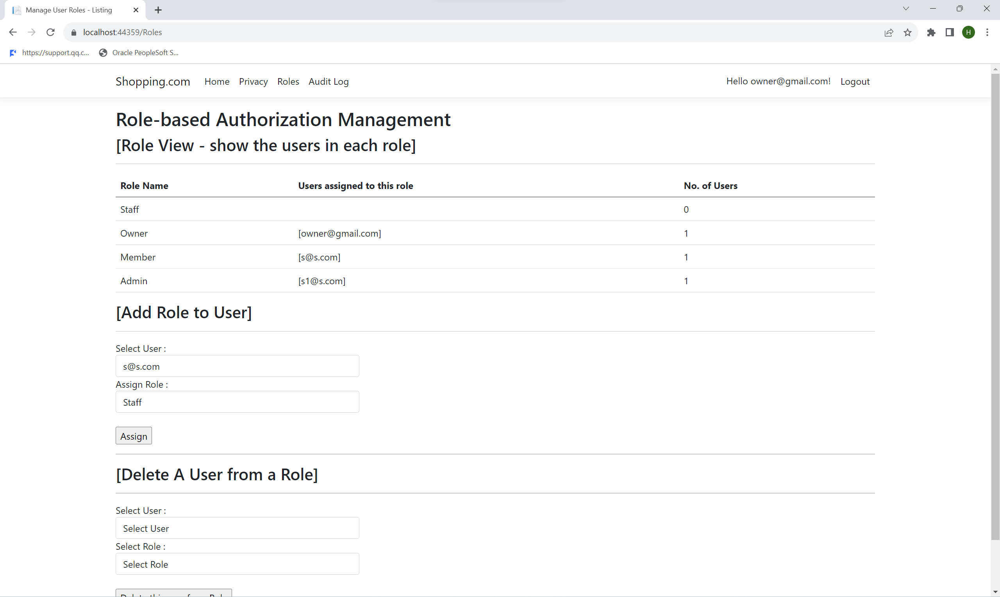 Manage User Roles - Listing
localhost:44359/Roles
H
https://support.qq.c... Oracle PeopleSoft S...
Shopping.com Home Privacy Roles Audit Log Hello owner@gmail.com! Logout
Role-based Authorization Management
[Role View - show the users in each role]
Role Name Users assigned to this role No. of Users
Staff 0
Owner [owner@gmail.com] 1
Member [s@s.com] 1
Admin [s1@s.com] 1
[Add Role to User]
Select User :
s@s.com
Assign Role :
Staff
Assign
[Delete A User from a Role]
Select User :
Select User
Select Role :
Select Role